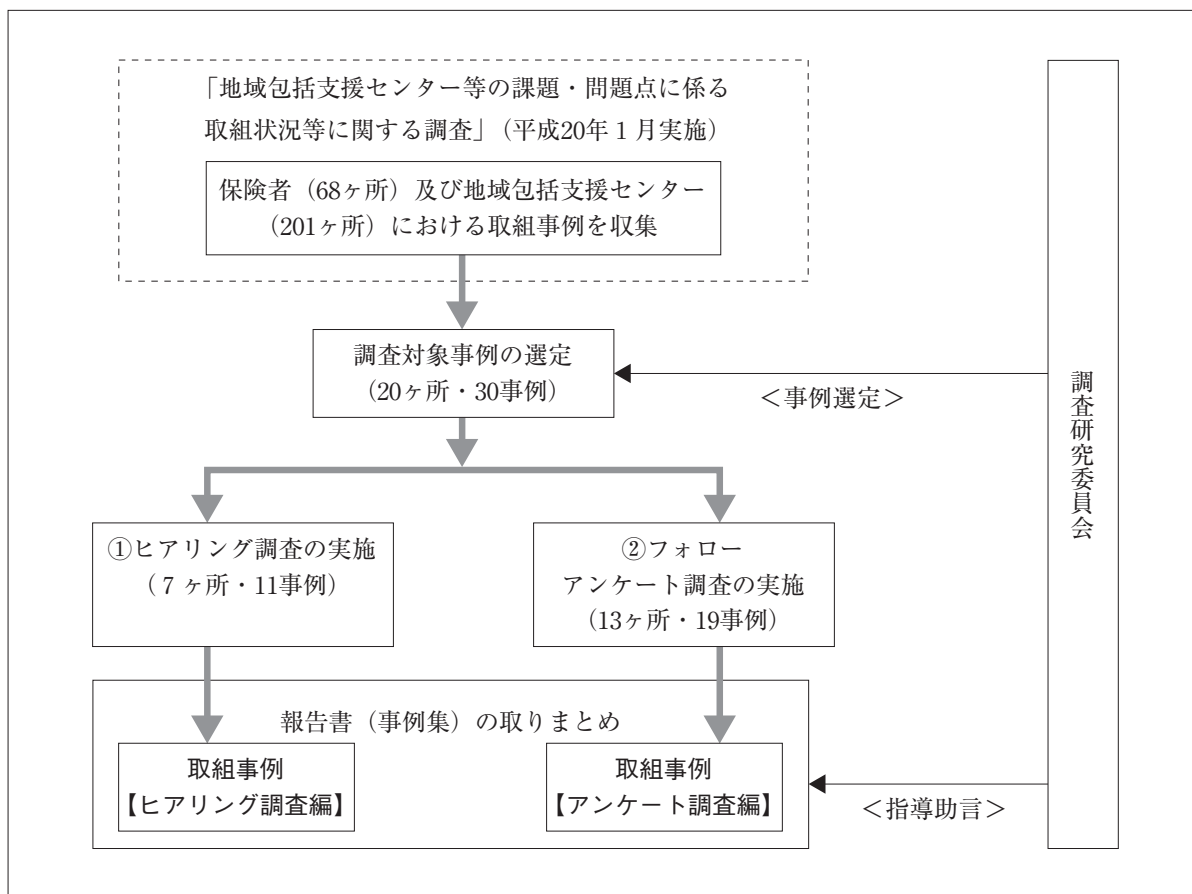 「地域包括支援センター等の課題・問題点に係る
取組状況等に関する調査」（平成20年１月実施）
保険者（68ヶ所）及び地域包括支援センター
（201ヶ所）における取組事例を収集
調査対象事例の選定
（20ヶ所・30事例）
＜事例選定＞
調査研究委員会
①ヒアリング調査の実施
（７ヶ所・11事例）
②フォロー
アンケート調査の実施
（13ヶ所・19事例）
報告書（事例集）の取りまとめ
取組事例
【ヒアリング調査編】
取組事例
【アンケート調査編】
＜指導助言＞